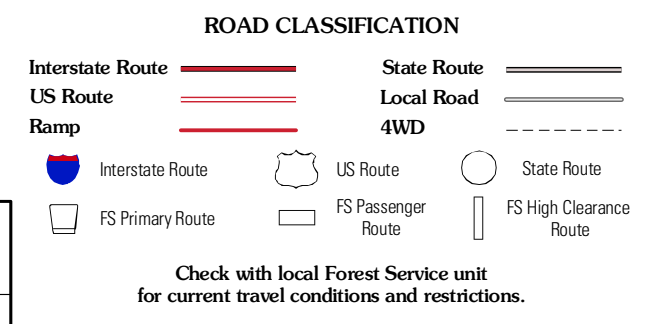 ROAD CLASSIFICATION
Interstate Route
State Route
US Route
Local Road
Ramp
4WD
Interstate Route
US Route
State Route
FS Primary Route
FS Passenger
Route
FS High Clearance
Route
Check with local Forest Service unit
for current travel conditions and restrictions.